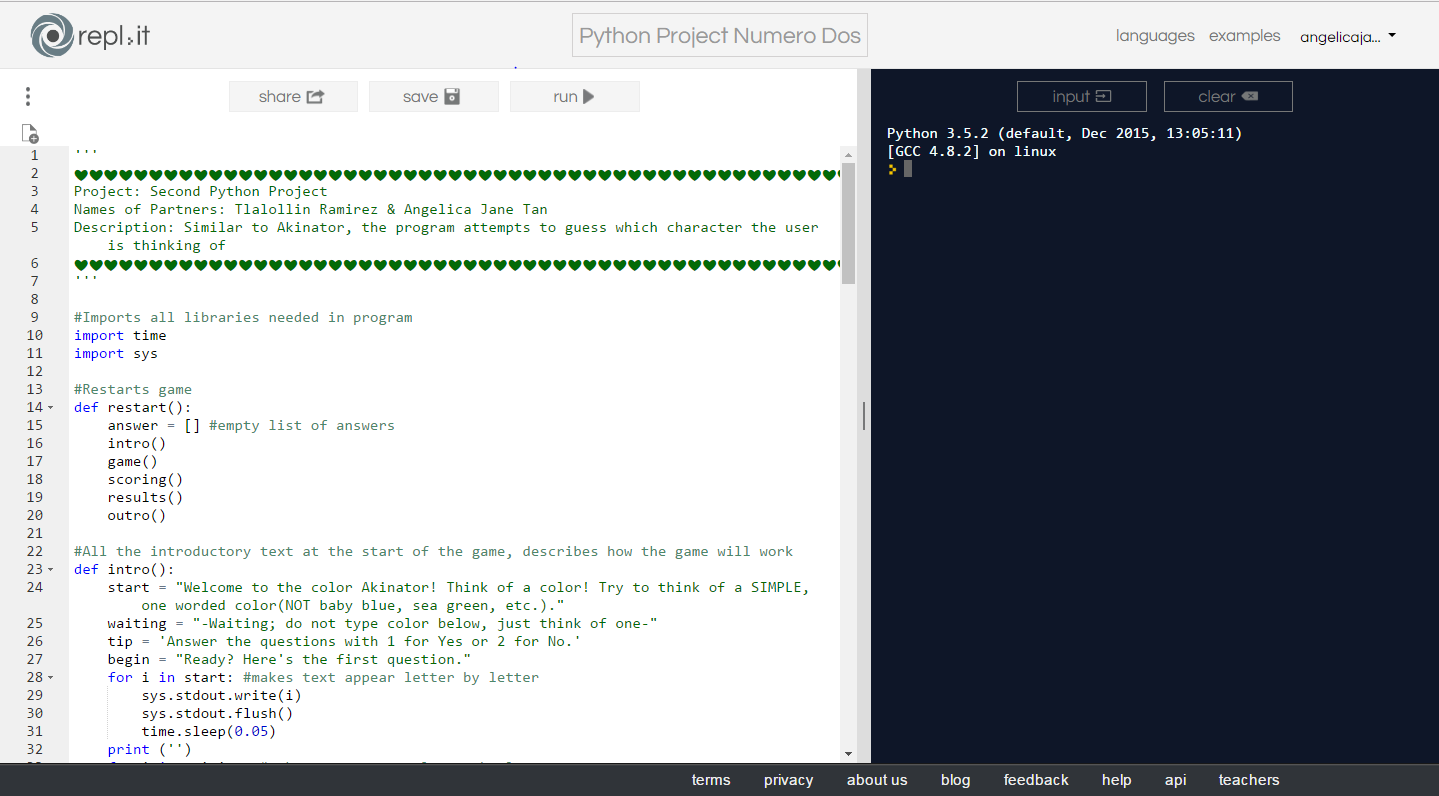 repl.it
Python Project Numero Dos
languages examples angelicaja...
share save run
input clear
1 '''
2 ♥♥♥♥♥♥♥♥♥♥♥♥♥♥♥♥♥♥♥♥♥♥♥♥♥♥♥♥♥♥♥♥♥♥♥♥♥♥♥♥♥♥♥♥♥♥♥♥♥♥♥
3 Project: Second Python Project
4 Names of Partners: Tlalollin Ramirez & Angelica Jane Tan
5 Description: Similar to Akinator, the program attempts to guess which character the user
is thinking of
6 ♥♥♥♥♥♥♥♥♥♥♥♥♥♥♥♥♥♥♥♥♥♥♥♥♥♥♥♥♥♥♥♥♥♥♥♥♥♥♥♥♥♥♥♥♥♥♥♥♥♥♥
7 '''
8
9 #Imports all libraries needed in program
10 import time
11 import sys
12
13 #Restarts game
14 def restart():
15 answer = [] #empty list of answers
16 intro()
17 game()
18 scoring()
19 results()
20 outro()
21
22 #All the introductory text at the start of the game, describes how the game will work
23 def intro():
24 start = "Welcome to the color Akinator! Think of a color! Try to think of a SIMPLE,
one worded color(NOT baby blue, sea green, etc.)."
25 waiting = "-Waiting; do not type color below, just think of one-"
26 tip = 'Answer the questions with 1 for Yes or 2 for No.'
27 begin = "Ready? Here's the first question."
28 for i in start: #makes text appear letter by letter
29 sys.stdout.write(i)
30 sys.stdout.flush()
31 time.sleep(0.05)
32 print ('')
Python 3.5.2 (default, Dec 2015, 13:05:11)
[GCC 4.8.2] on linux
terms privacy about us blog feedback help api teachers